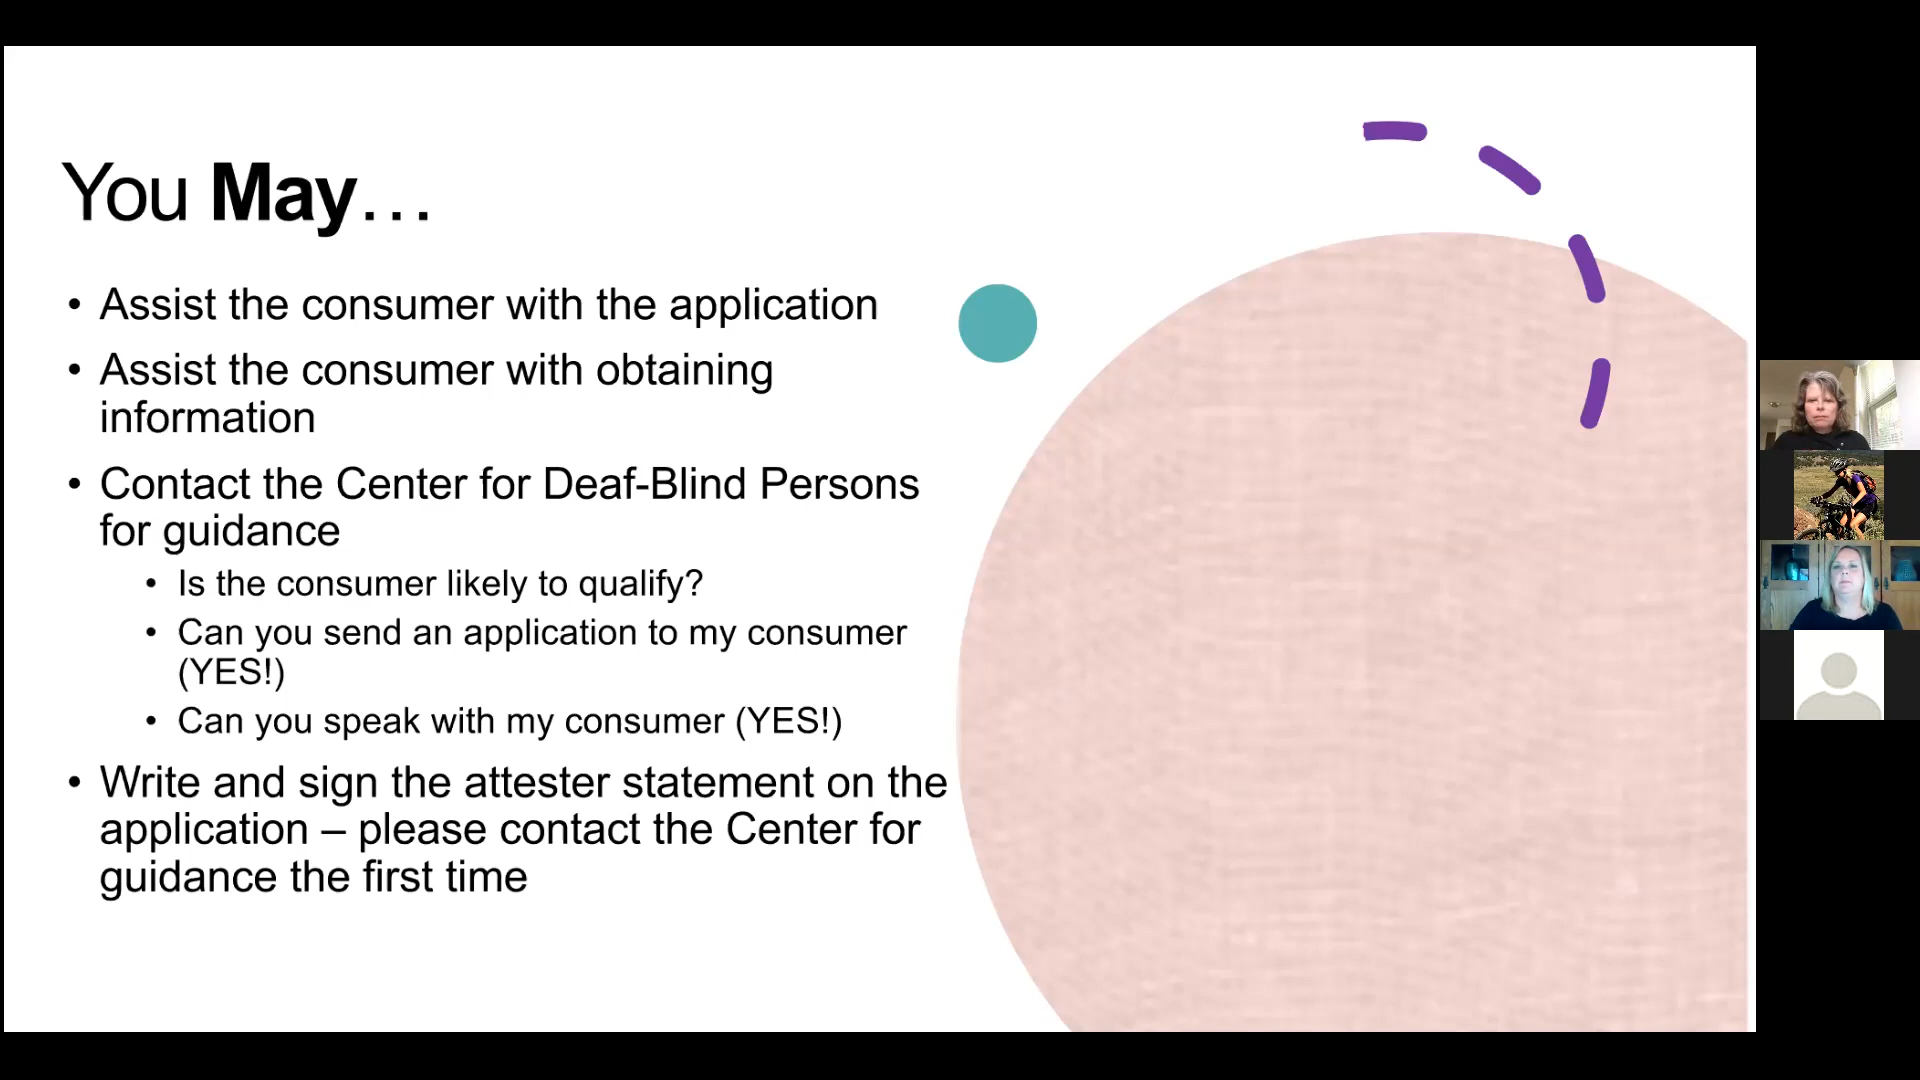 You May…
• Assist the consumer with the application
• Assist the consumer with obtaining
information
• Contact the Center for Deaf-Blind Persons
for guidance
• Is the consumer likely to qualify?
• Can you send an application to my consumer
(YES!)
• Can you speak with my consumer (YES!)
• Write and sign the attester statement on the
application – please contact the Center for
guidance the first time